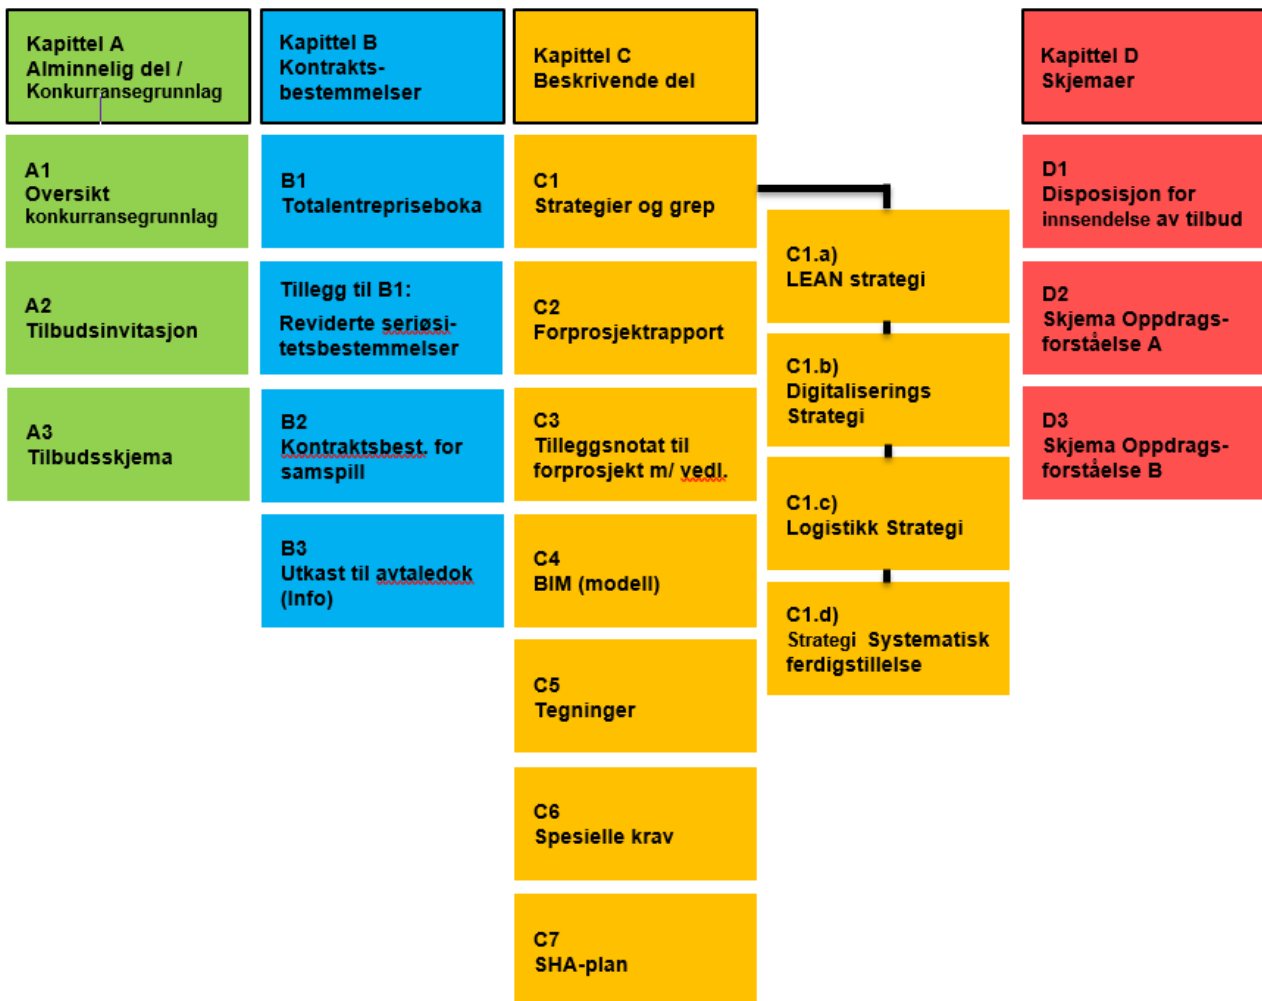 Kapittel A
Alminnelig del /
Konkurransegrunnlag
A1
Oversikt
konkurransegrunnlag
A2
Tilbudsinvitasjon
A3
Tilbudsskjema
Kapittel B
Kontrakts-
bestemmelser
B1
Totalentrepriseboka
Tillegg til B1:
Reviderte seriøsi-
tetsbestemmelser
B2
Kontraktsbest. for
samspill
B3
Utkast til avtaledok
(Info)
Kapittel C
Beskrivende del
C1
Strategier og grep
C2
Forprosjektrapport
C3
Tilleggsnotat til
forprosjekt m/ vedl.
C4
BIM (modell)
C5
Tegninger
C6
Spesielle krav
C7
SHA-plan
C1.a)
LEAN strategi
C1.b)
Digitaliserings
Strategi
C1.c)
Logistikk Strategi
C1.d)
Strategi Systematisk
ferdigstillelse
Kapittel D
Skjemaer
D1
Disposisjon for
innsendelse av tilbud
D2
Skjema Oppdrags-
forståelse A
D3
Skjema Oppdrags-
forståelse B